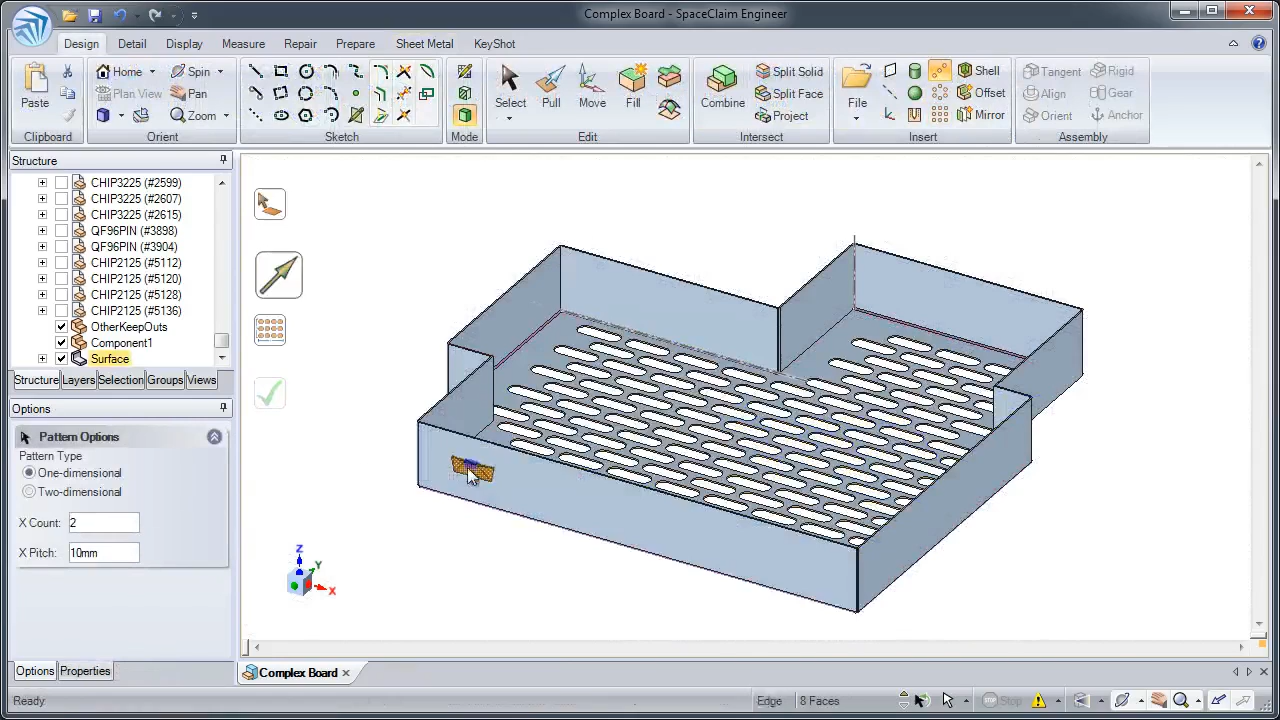 Complex Board - SpaceClaim Engineer
Design Detail Display Measure Repair Prepare Sheet Metal KeyShot
Home Spin Select Pull Move Fill Combine Split Solid File Shell Tangent Rigid
Paste Plan View Pan Split Face Offset Align Gear
Zoom Project Mirror Orient Anchor
Clipboard Orient Sketch Mode Edit Intersect Insert Assembly
Structure
CHIP3225 (#2599)
CHIP3225 (#2607)
CHIP3225 (#2615)
QF96PIN (#3898)
QF96PIN (#3904)
CHIP2125 (#5112)
CHIP2125 (#5120)
CHIP2125 (#5128)
CHIP2125 (#5136)
OtherKeepOuts
Component1
Surface
Structure Layers Selection Groups Views
Options
Pattern Options
Pattern Type
One-dimensional
Two-dimensional
X Count: 2
X Pitch: 10mm
Z
Y
X
Options Properties
Complex Board
Ready Edge 8 Faces Stop